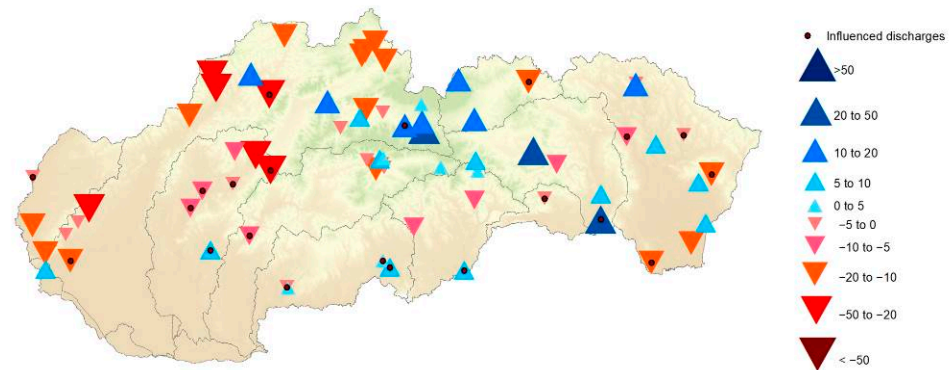 Influenced discharges
>50
20 to 50
10 to 20
5 to 10
0 to 5
−5 to 0
−10 to −5
−20 to −10
−50 to −20
< −50